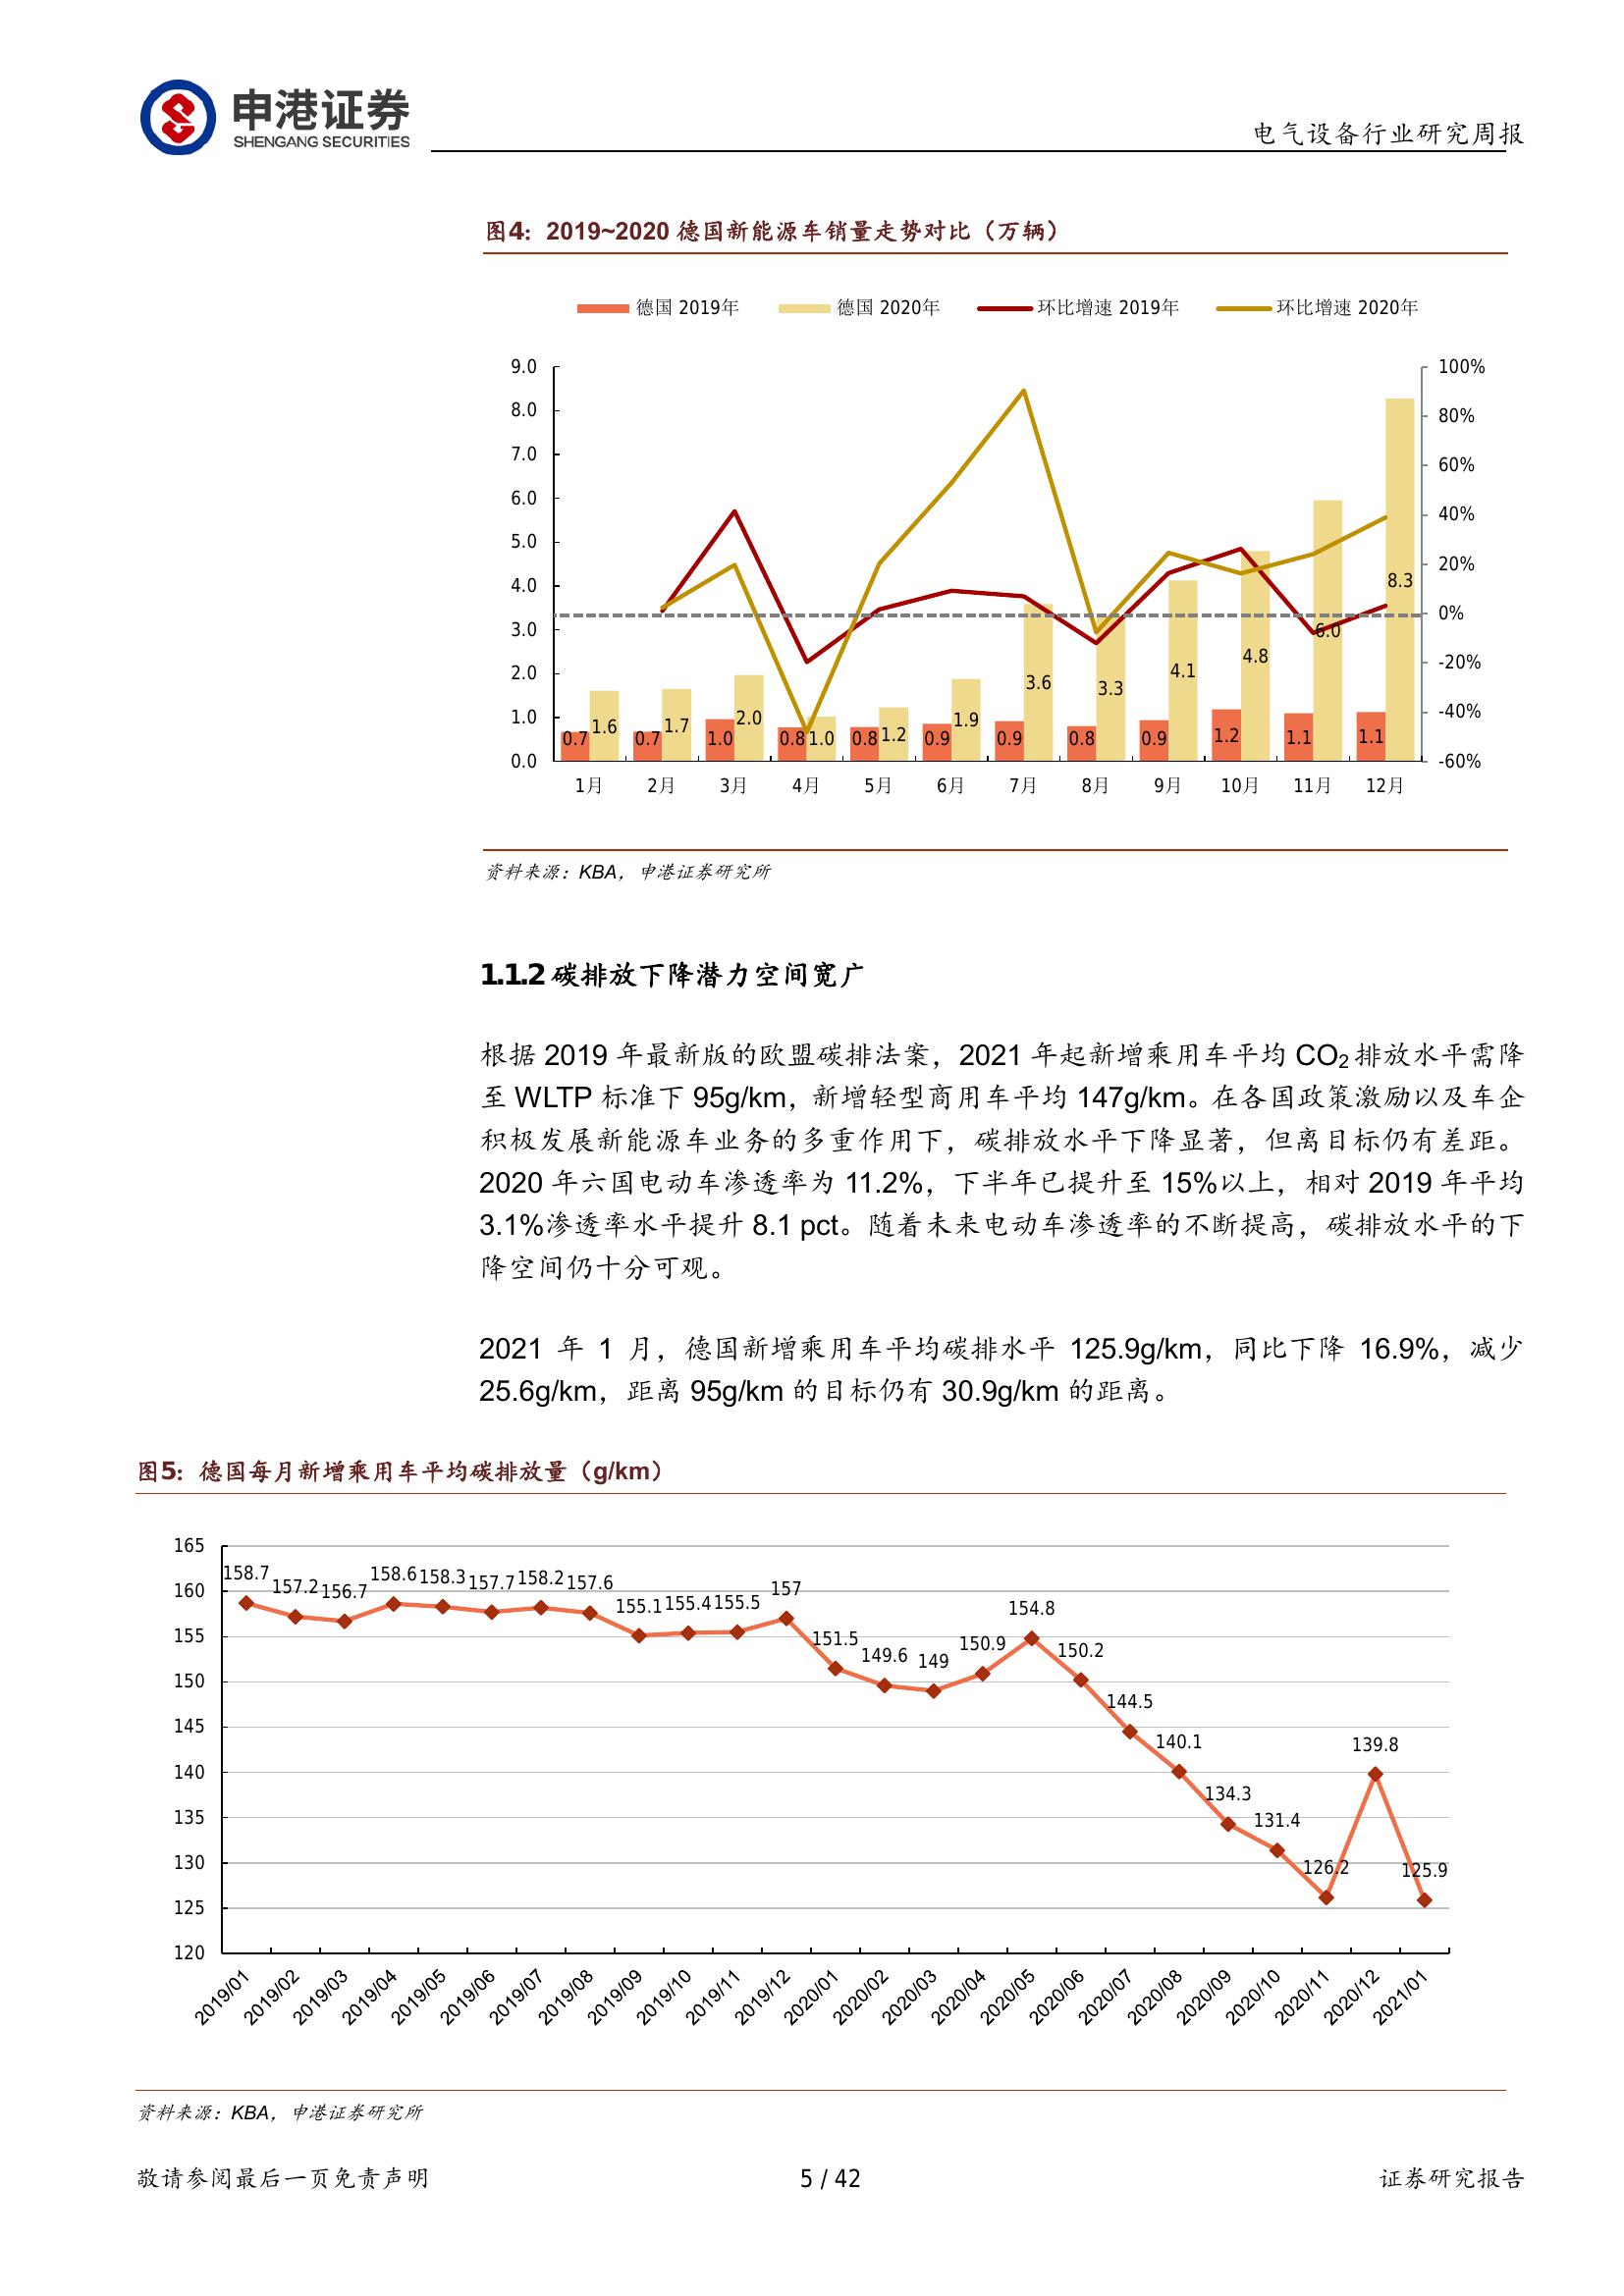 申港证券
SHENGANG SECURITIES
电气设备行业研究周报
图4：2019~2020 德国新能源车销量走势对比（万辆）
德国 2019年 德国 2020年 环比增速 2019年 环比增速 2020年
9.0 100%
8.0 80%
7.0 60%
6.0 40%
5.0 20%
4.0 0%
3.0 -20%
2.0 -40%
1.0 -60%
0.0
0.7 1.6 0.7 1.7 1.0 2.0 0.8 1.0 0.8 1.2 0.9 1.9 0.9 3.6 0.8 3.3 0.9 4.1 1.2 4.8 1.1 6.0 1.1 8.3
1月 2月 3月 4月 5月 6月 7月 8月 9月 10月 11月 12月
资料来源：KBA，申港证券研究所
1.1.2 碳排放下降潜力空间宽广
根据 2019 年最新版的欧盟碳排法案，2021 年起新增乘用车平均 CO2 排放水平需降
至 WLTP 标准下 95g/km，新增轻型商用车平均 147g/km。在各国政策激励以及车企
积极发展新能源车业务的多重作用下，碳排放水平下降显著，但离目标仍有差距。
2020 年六国电动车渗透率为 11.2%，下半年已提升至 15%以上，相对 2019 年平均
3.1%渗透率水平提升 8.1 pct。随着未来电动车渗透率的不断提高，碳排放水平的下
降空间仍十分可观。
2021 年 1 月，德国新增乘用车平均碳排水平 125.9g/km，同比下降 16.9%，减少
25.6g/km，距离 95g/km 的目标仍有 30.9g/km 的距离。
图5：德国每月新增乘用车平均碳排放量（g/km）
165
160
155
150
145
140
135
130
125
120
158.7 157.2 156.7 158.6 158.3 157.7 158.2 157.6 155.1 155.4 155.5 157 151.5 149.6 149 150.9 154.8 150.2 144.5 140.1 134.3 131.4 126.2 139.8 125.9
2019/01 2019/02 2019/03 2019/04 2019/05 2019/06 2019/07 2019/08 2019/09 2019/10 2019/11 2019/12 2020/01 2020/02 2020/03 2020/04 2020/05 2020/06 2020/07 2020/08 2020/09 2020/10 2020/11 2020/12 2021/01
资料来源：KBA，申港证券研究所
敬请参阅最后一页免责声明 5 / 42 证券研究报告